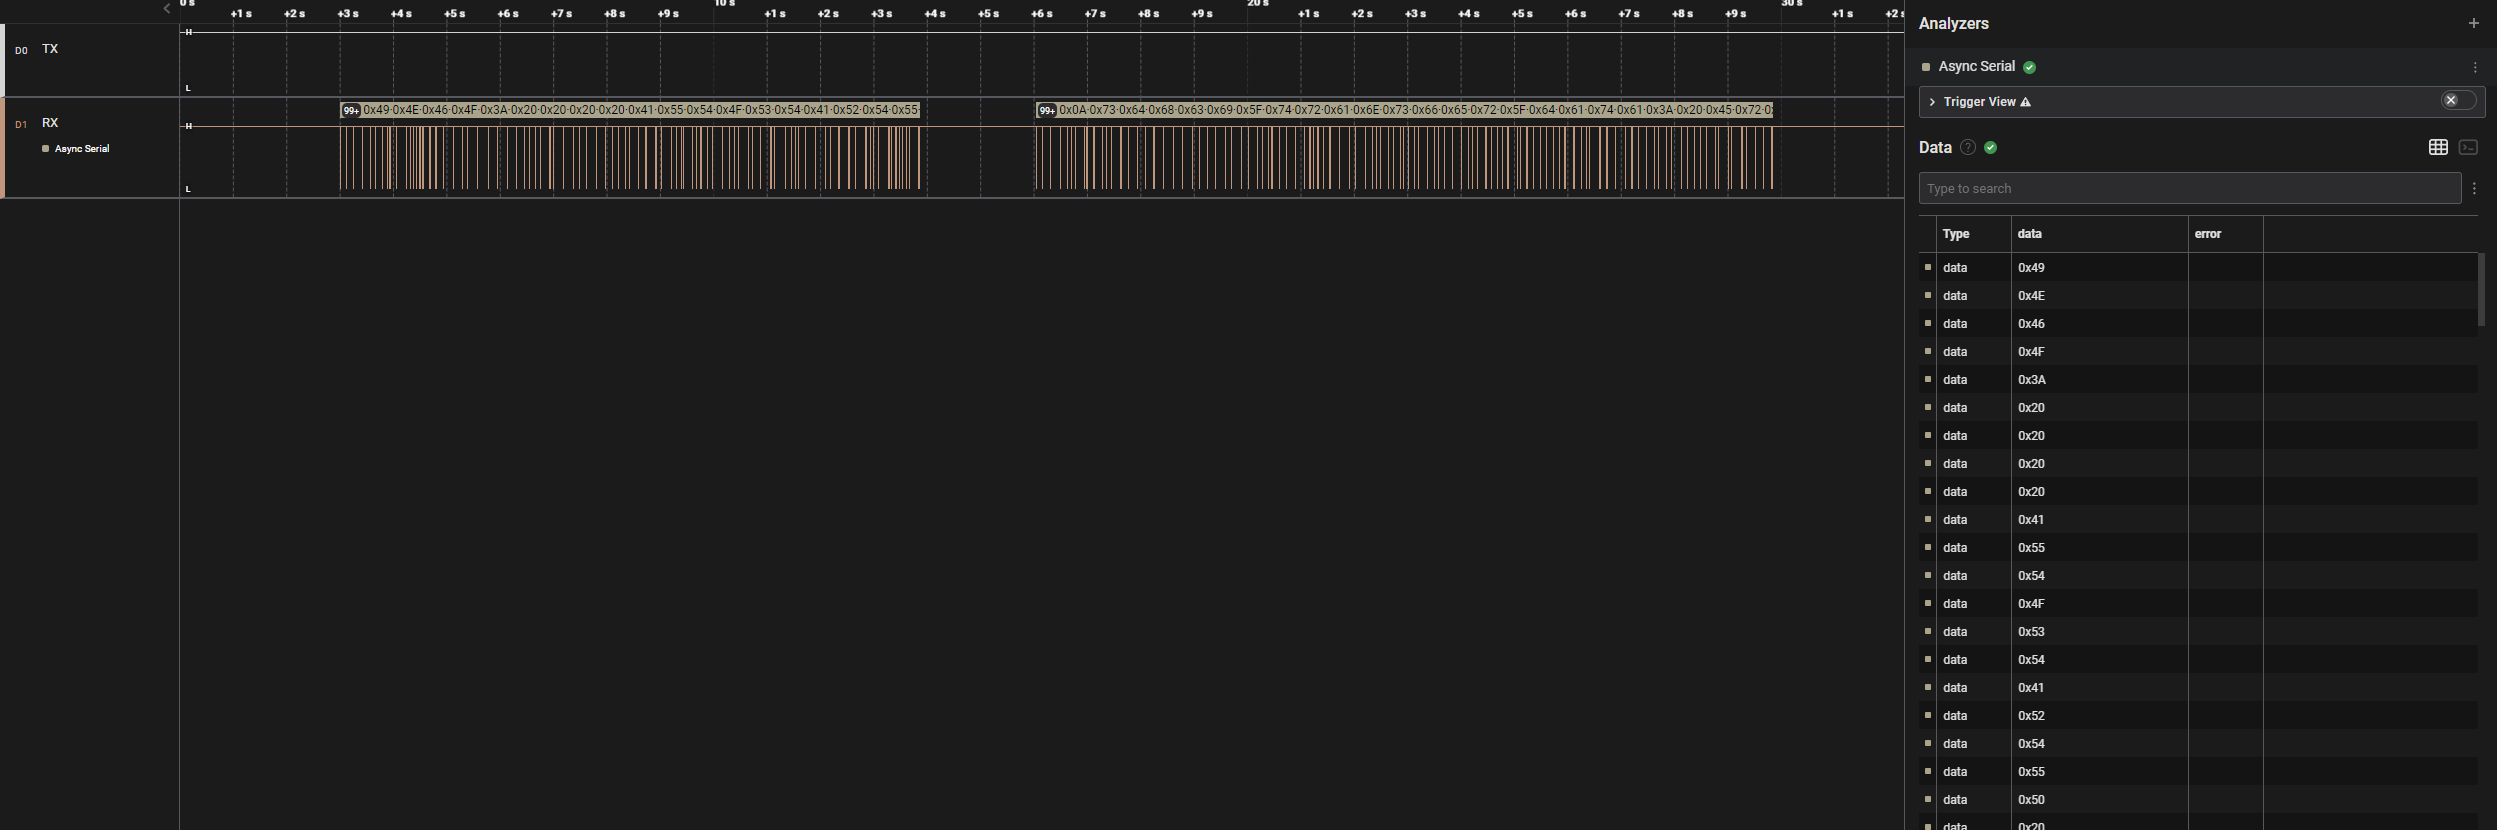 0 s 10 s 20 s 30 s
+1 s +2 s +3 s +4 s +5 s +6 s +7 s +8 s +9 s +1 s +2 s +3 s +4 s +5 s +6 s +7 s +8 s +9 s +1 s +2 s +3 s +4 s +5 s +6 s +7 s +8 s +9 s +1 s +2 s
D0 TX
H
L
D1 RX
Async Serial
H
L
99+ 0x49·0x4E·0x46·0x4F·0x3A·0x20·0x20·0x20·0x20·0x41·0x55·0x54·0x4F·0x53·0x54·0x41·0x52·0x54·0x55·
99+ 0x0A·0x73·0x64·0x68·0x63·0x69·0x5F·0x74·0x72·0x61·0x6E·0x73·0x66·0x65·0x72·0x5F·0x64·0x61·0x74·0x61·0x3A·0x20·0x45·0x72·0x
Analyzers
Async Serial
Trigger View
Data ?
Type to search
Type data error
data 0x49
data 0x4E
data 0x46
data 0x4F
data 0x3A
data 0x20
data 0x20
data 0x20
data 0x20
data 0x41
data 0x55
data 0x54
data 0x4F
data 0x53
data 0x54
data 0x41
data 0x52
data 0x54
data 0x55
data 0x50
data 0x20